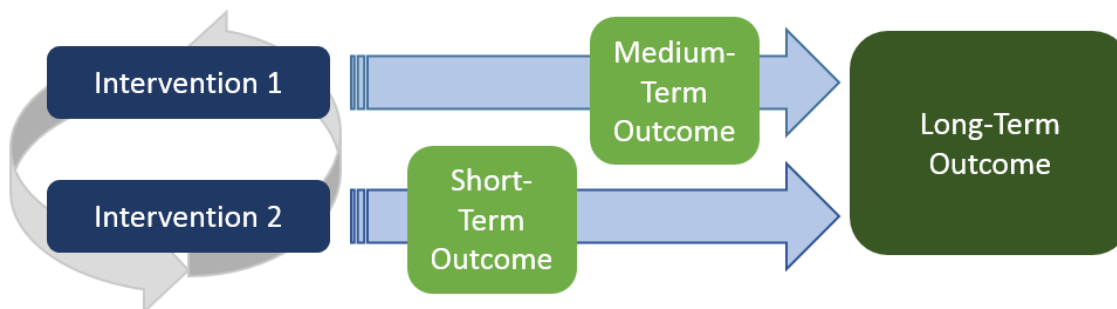 Intervention 1
Medium-
Term
Outcome
Intervention 2
Short-
Term
Outcome
Long-Term
Outcome